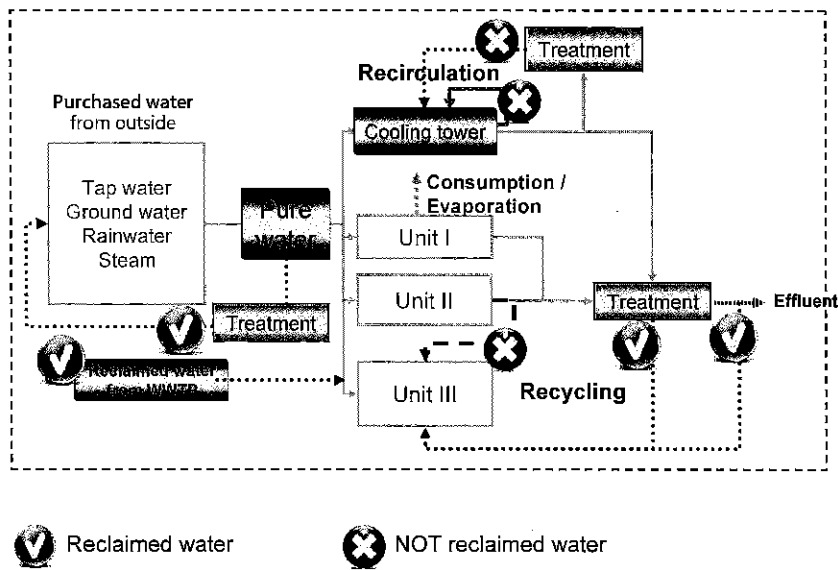 Treatment
Recirculation
Purchased water
from outside
Cooling tower
Tap water
Ground water
Rainwater
Steam
Pure
water
Consumption /
Evaporation
Unit I
Unit II
Treatment
Effluent
Treatment
Reclaimed water
from WWTP
Unit III
Recycling
Reclaimed water
NOT reclaimed water